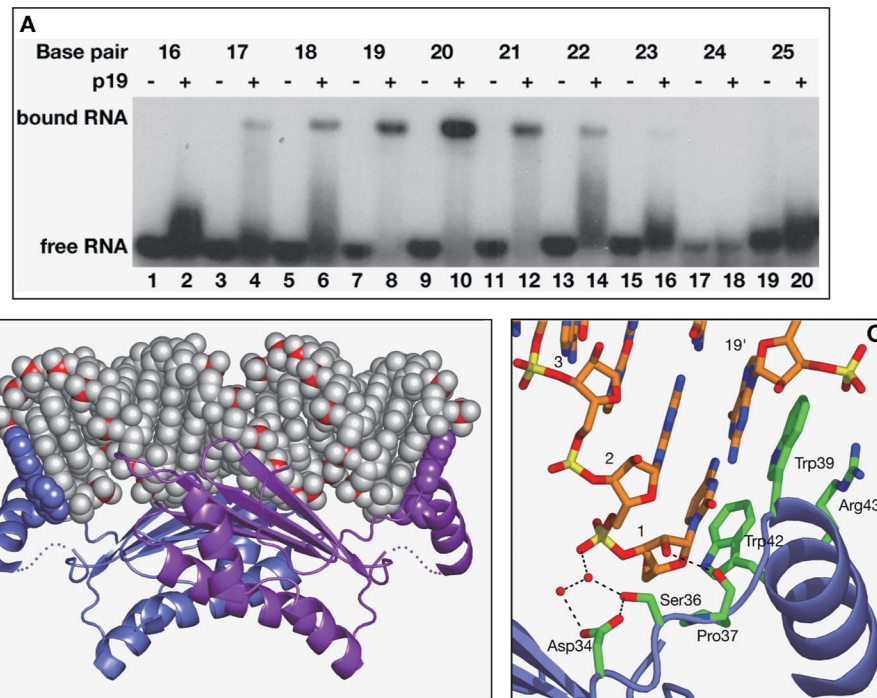 A
Base pair 16 17 18 19 20 21 22 23 24 25
p19 - + - + - + - + - + - + - + - + - + - +
bound RNA
free RNA
1 2 3 4 5 6 7 8 9 10 11 12 13 14 15 16 17 18 19 20
C
3
19'
Trp39
2
Arg43
1
Trp42
Ser36
Asp34
Pro37